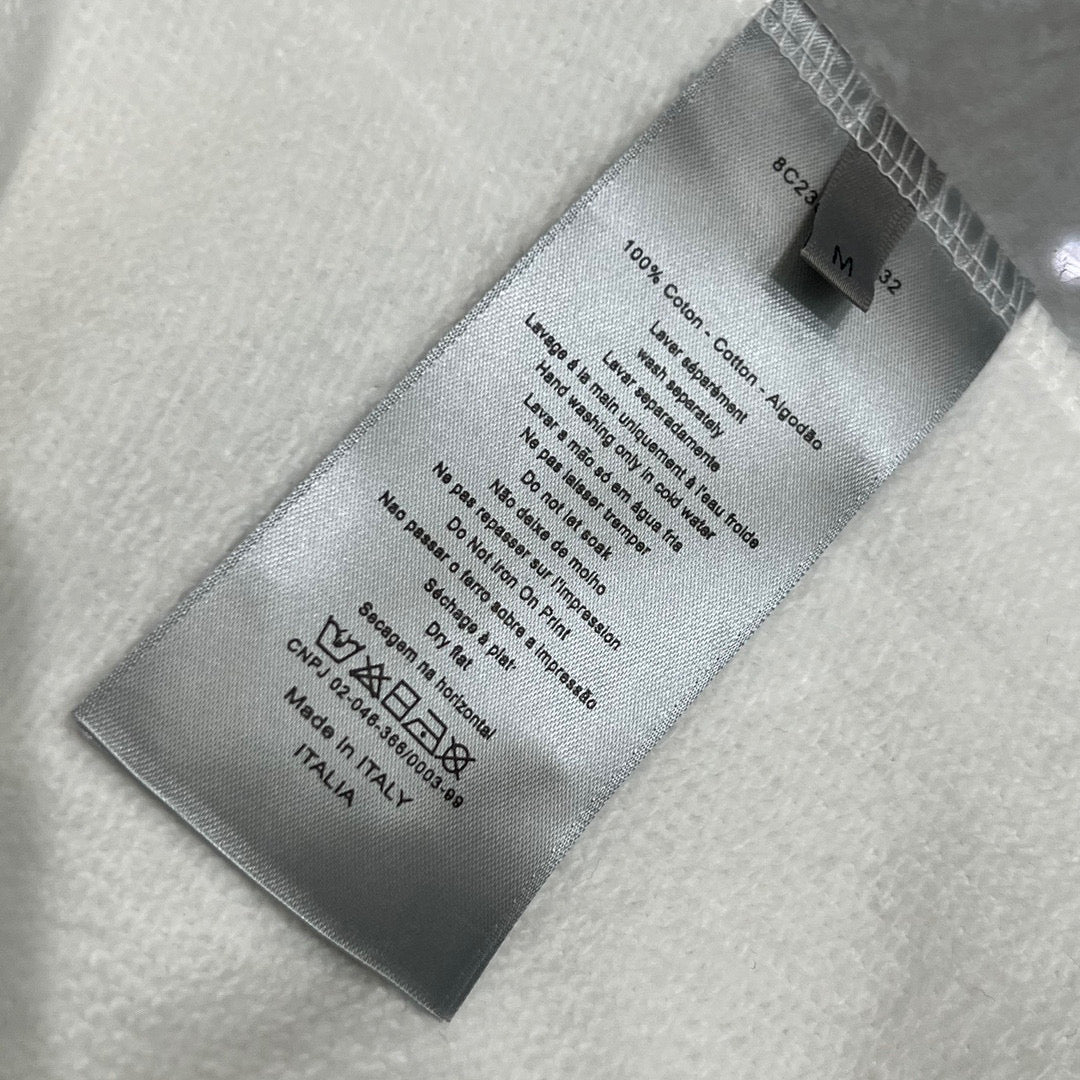 8C23
32
M
100% Coton - Cotton - Algodão
Laver séparément
wash separately
Lavar separadamente
Lavage à la main uniquement à l'eau froide
Hand washing only in cold water
Lavar a mão só em água fria
Ne pas laisser tremper
Do not let soak
Não deixe de molho
Ne pas repasser sur l'impression
Do Not Iron On Print
Nao passar o ferro sobre a impressão
Séchage à plat
Dry flat
Secagem na horizontal
CNPJ 02-046-366/0003-99
Made in ITALY
ITALIA